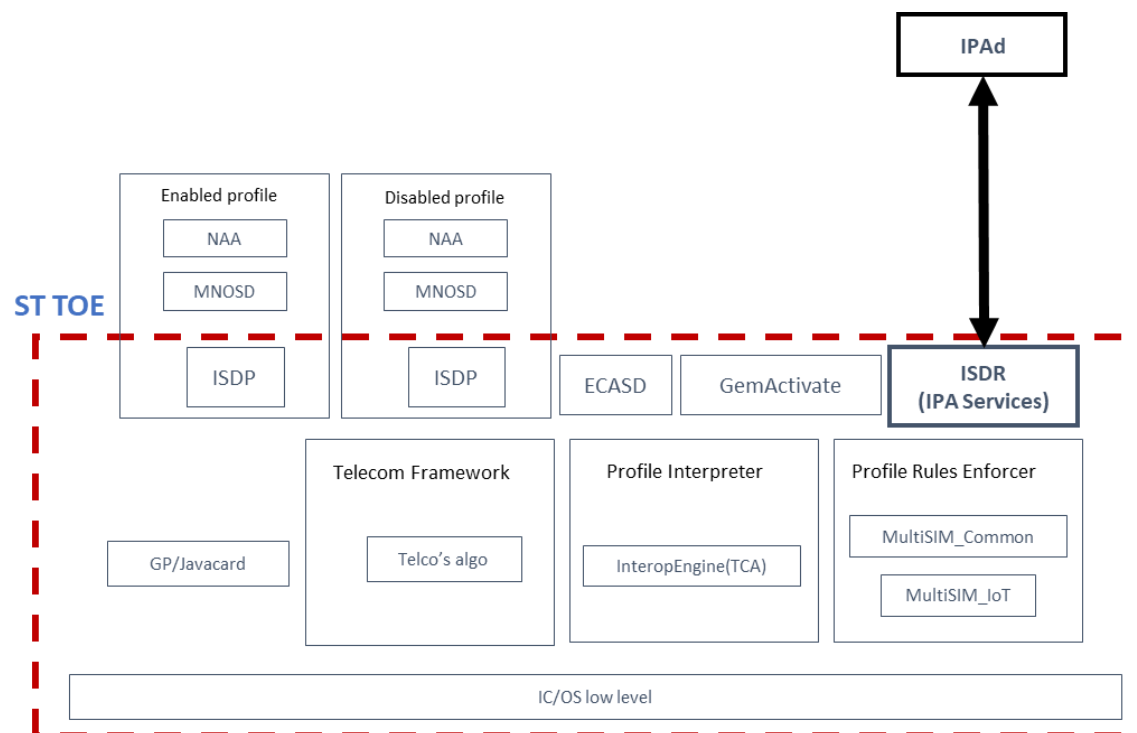 IPAd
Enabled profile
Disabled profile
NAA
NAA
MNOSD
MNOSD
ST TOE
ISDP
ISDP
ECASD
GemActivate
ISDR
(IPA Services)
Telecom Framework
Profile Interpreter
Profile Rules Enforcer
MultiSIM_Common
GP/Javacard
Telco's algo
InteropEngine(TCA)
MultiSIM_IoT
IC/OS low level